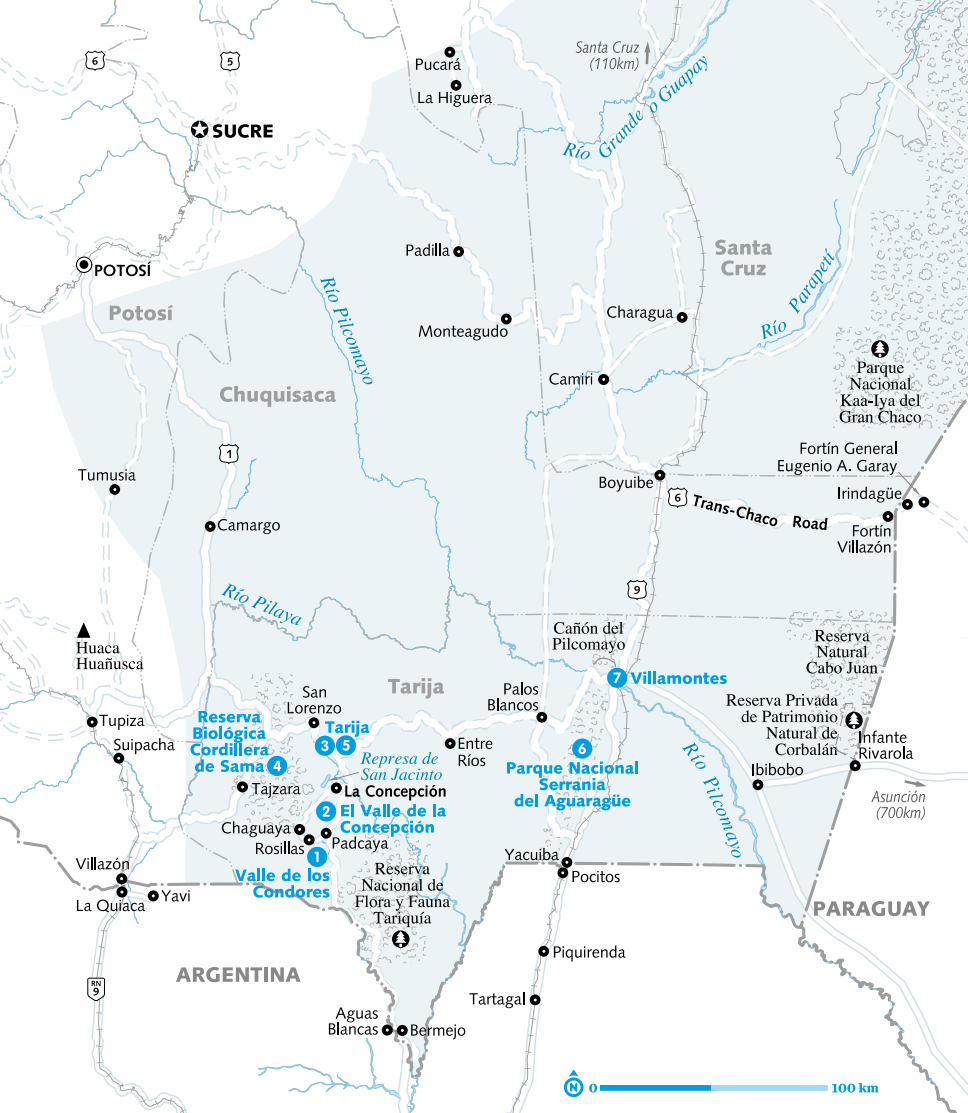 Santa Cruz
(110km)
6
5
Pucará
La Higuera
SUCRE
Río Grande o Guapay
Padilla
Santa
Cruz
POTOSÍ
Potosí
Río Pilcomayo
Monteagudo
Charagua
Río Parapetí
Camiri
Parque
Nacional
Kaa-Iya del
Gran Chaco
Chuquisaca
1
Fortín General
Eugenio A. Garay
Tumusia
Boyuibe
6
Trans-Chaco Road
Irindagüe
Camargo
Fortín
Villazón
9
Río Pilaya
Cañón del
Pilcomayo
Huaca
Huañusca
Reserva
Natural
Cabo Juan
7 Villamontes
Tarija
San
Lorenzo
Palos
Blancos
Reserva Privada
de Patrimonio
Natural de
Corbalán
Tupiza
Reserva
Biológica
Cordillera
de Sama 4
Tarija
3 5
Suipacha
Entre
Ríos
6
Parque Nacional
Serrania
del Aguaragüe
Infante
Rivarola
Represa de
San Jacinto
Río Pilcomayo
Ibibobo
Tajzara
La Concepción
Asunción
(700km)
2 El Valle de la
Concepción
Chaguaya
Rosillas
Padcaya
1
Valle de los
Condores
Yacuiba
Pocitos
Villazón
La Quiaca
Yavi
Reserva
Nacional de
Flora y Fauna
Tariquía
PARAGUAY
Piquirenda
ARGENTINA
RN
9
Tartagal
Aguas
Blancas
Bermejo
N
0
100 km